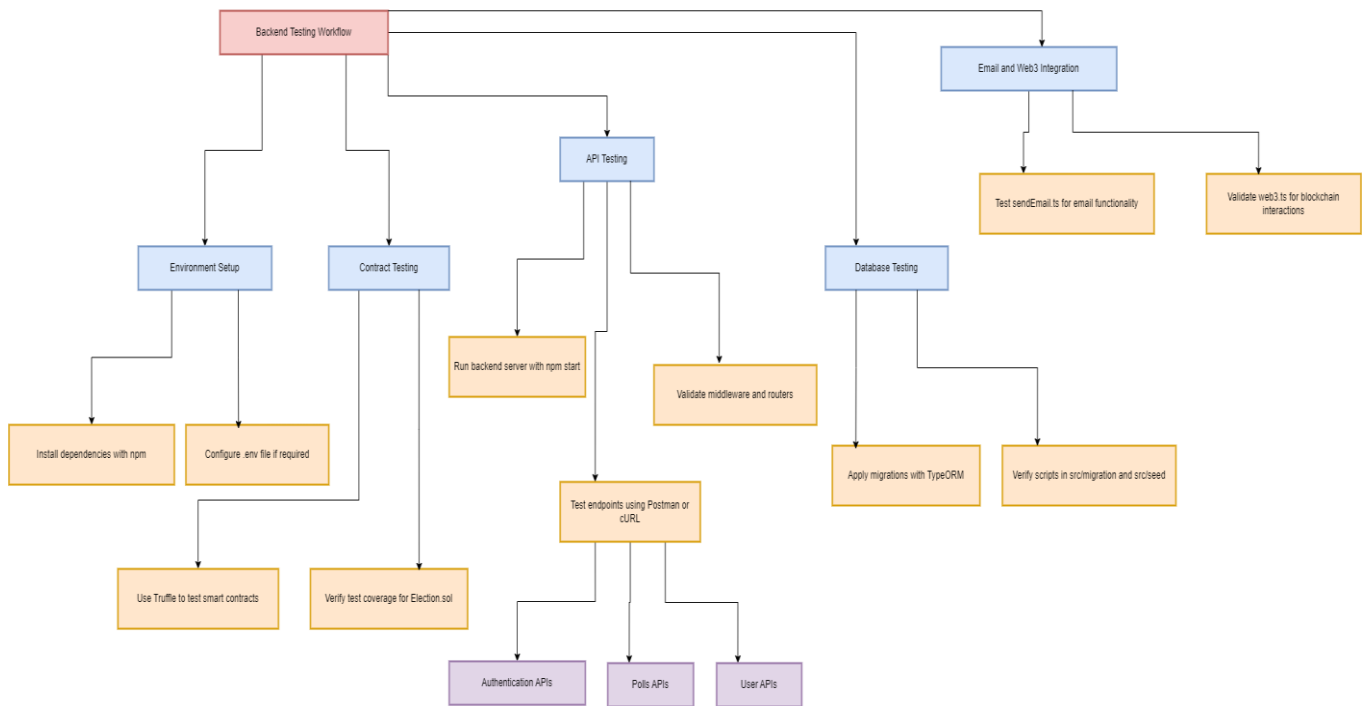 Backend Testing Workflow
Email and Web3 Integration
API Testing
Test sendEmail.ts for email functionality
Validate web3.ts for blockchain
interactions
Environment Setup
Contract Testing
Database Testing
Run backend server with npm start
Validate middleware and routers
Install dependencies with npm
Configure .env file if required
Apply migrations with TypeORM
Verify scripts in src/migration and src/seed
Test endpoints using Postman or
cURL
Use Truffle to test smart contracts
Verify test coverage for Election.sol
Authentication APIs
Polls APIs
User APIs